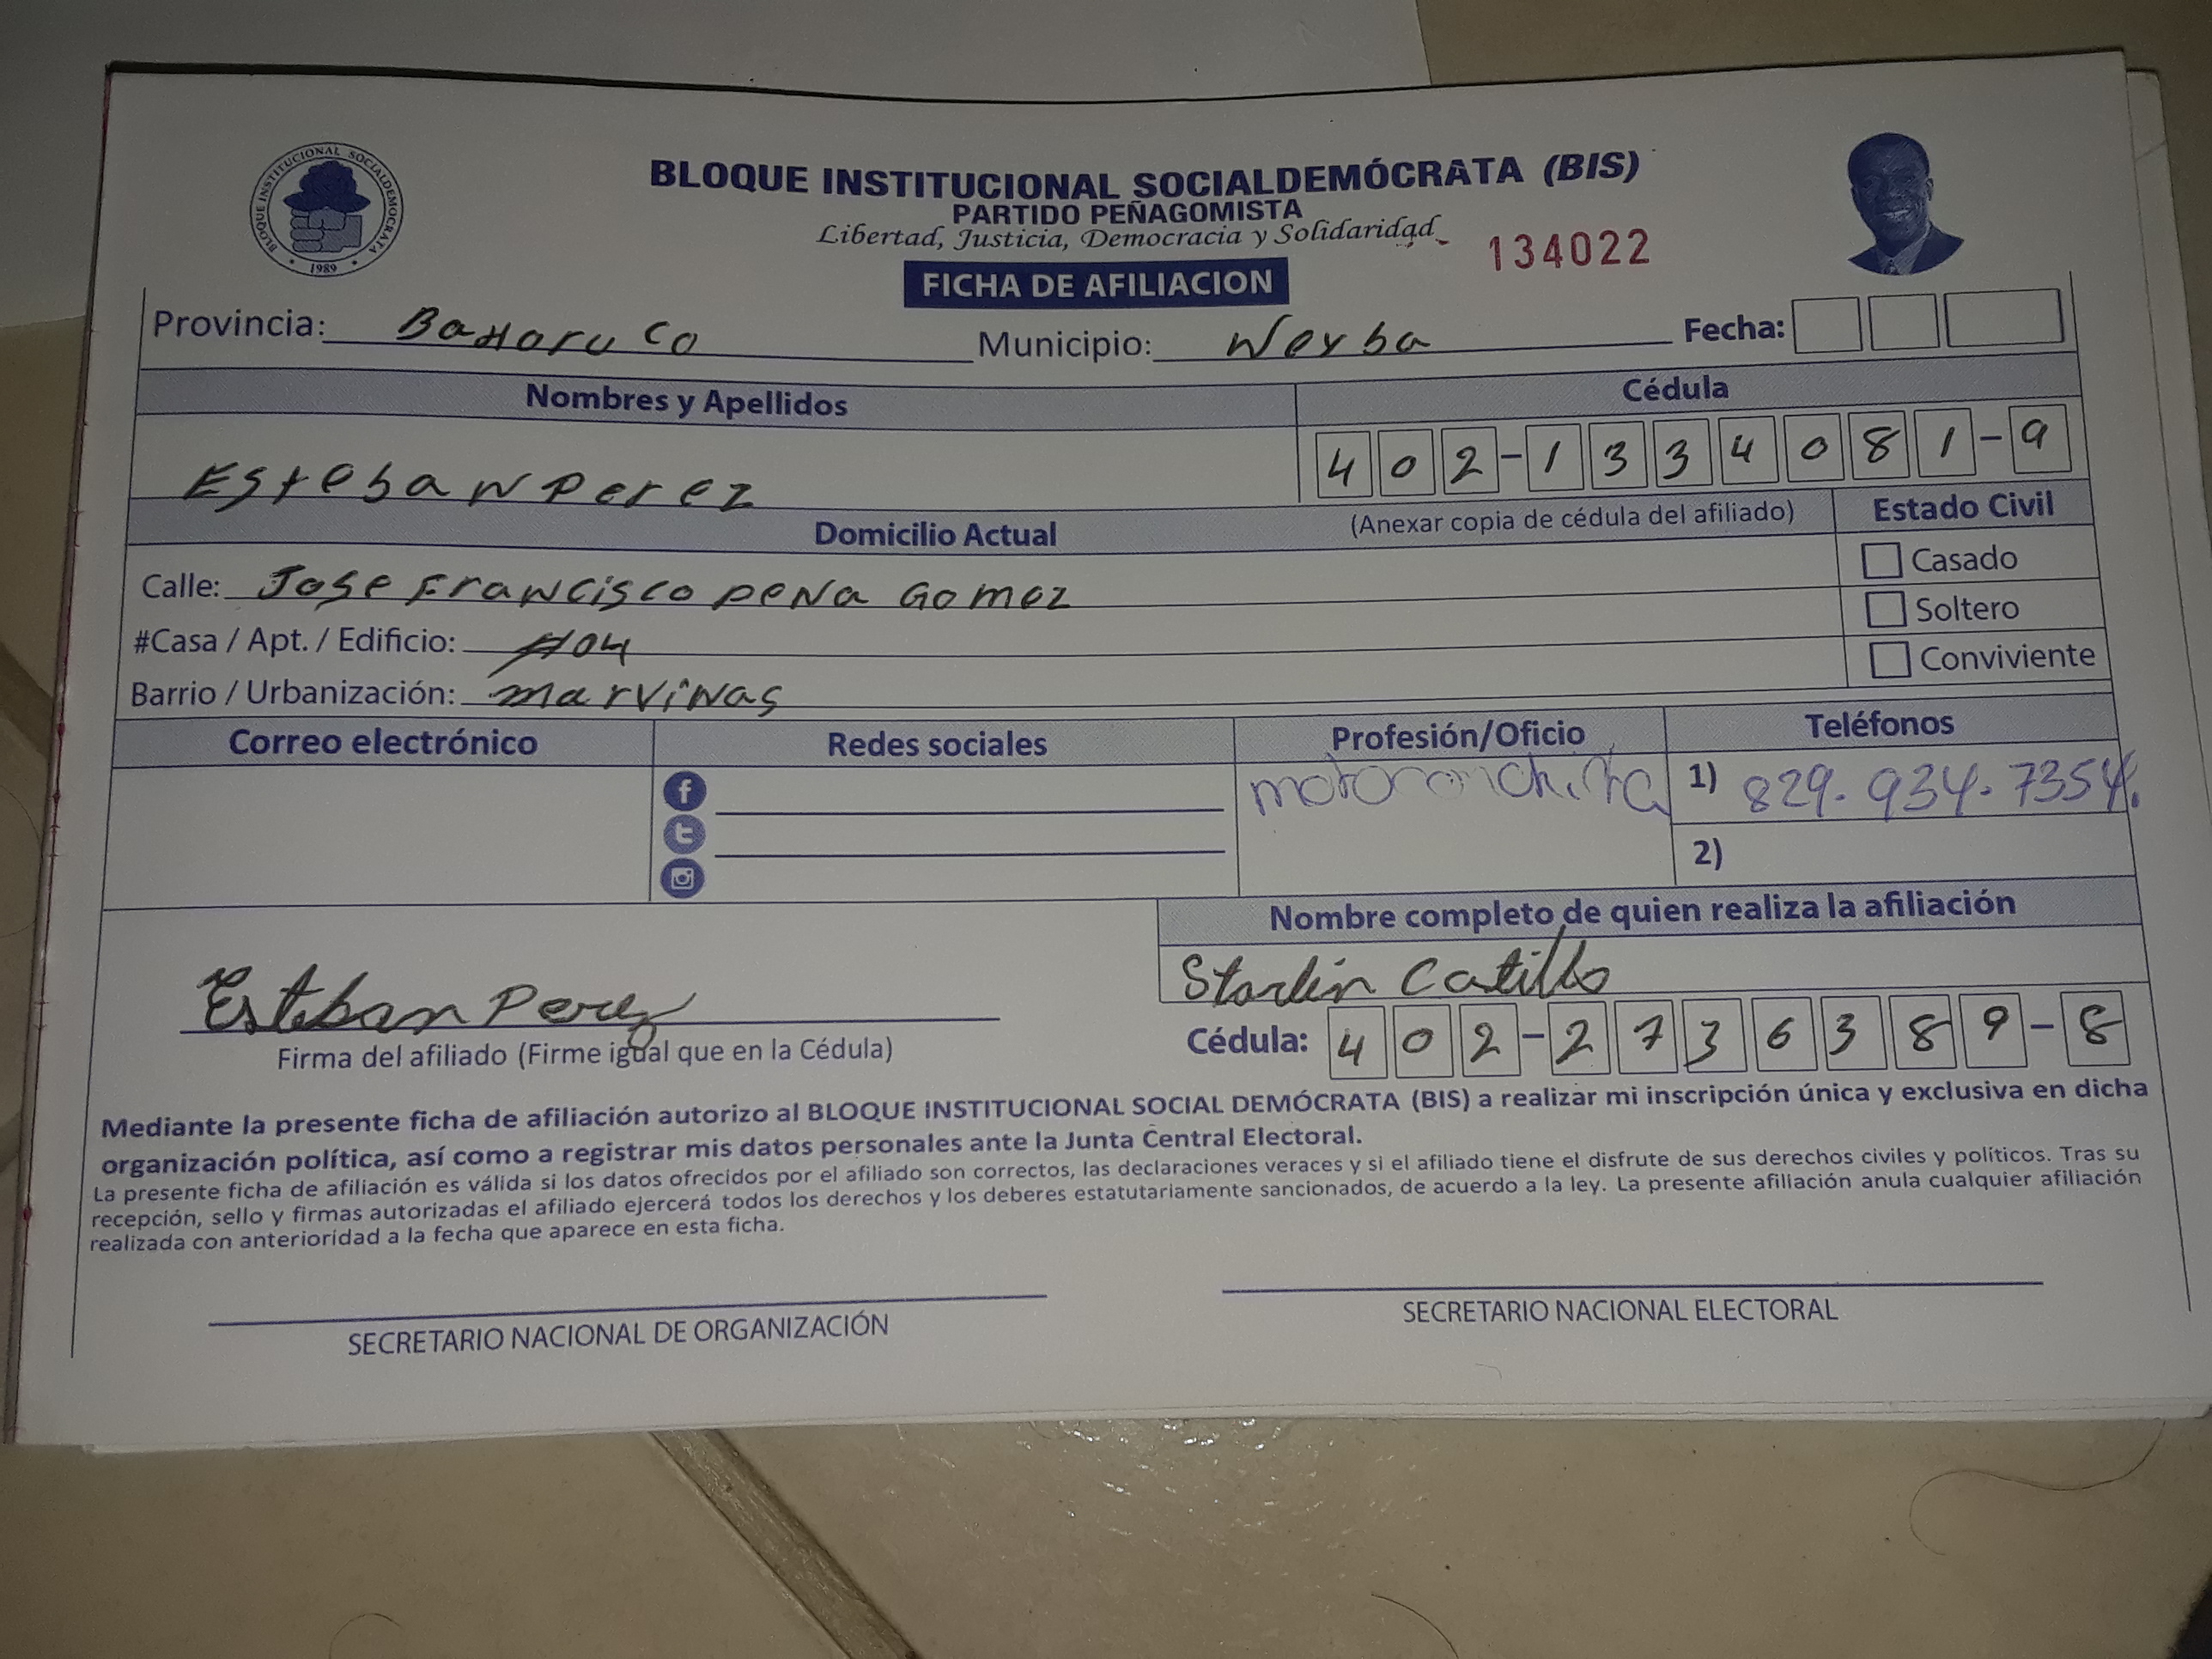 BLOQUE INSTITUCIONAL SOCIALDEMOCRATA
1989
BLOQUE INSTITUCIONAL SOCIALDEMÓCRATA (BIS)
PARTIDO PEÑAGOMISTA
Libertad, Justicia, Democracia y Solidaridad
134022
FICHA DE AFILIACION
Provincia: BaHoruco Municipio: Neyba Fecha:
Nombres y Apellidos Cédula
EsTebaN Perez 402-1334081-9
Domicilio Actual (Anexar copia de cédula del afiliado) Estado Civil
Calle: Jose FraNcisco peNa Gomez Casado
#Casa / Apt. / Edificio: #04 Soltero
Barrio / Urbanización: marviNas Conviviente
Correo electrónico Redes sociales Profesión/Oficio Teléfonos
1) 829-934-7354.
2)
Nombre completo de quien realiza la afiliación
Starlin Catillo
Esteban Perez
Cédula: 402-2736389-8
Firma del afiliado (Firme igual que en la Cédula)
Mediante la presente ficha de afiliación autorizo al BLOQUE INSTITUCIONAL SOCIAL DEMÓCRATA (BIS) a realizar mi inscripción única y exclusiva en dicha
organización política, así como a registrar mis datos personales ante la Junta Central Electoral.
La presente ficha de afiliación es válida si los datos ofrecidos por el afiliado son correctos, las declaraciones veraces y si el afiliado tiene el disfrute de sus derechos civiles y políticos. Tras su
recepción, sello y firmas autorizadas el afiliado ejercerá todos los derechos y los deberes estatutariamente sancionados, de acuerdo a la ley. La presente afiliación anula cualquier afiliación
realizada con anterioridad a la fecha que aparece en esta ficha.
SECRETARIO NACIONAL DE ORGANIZACIÓN
SECRETARIO NACIONAL ELECTORAL